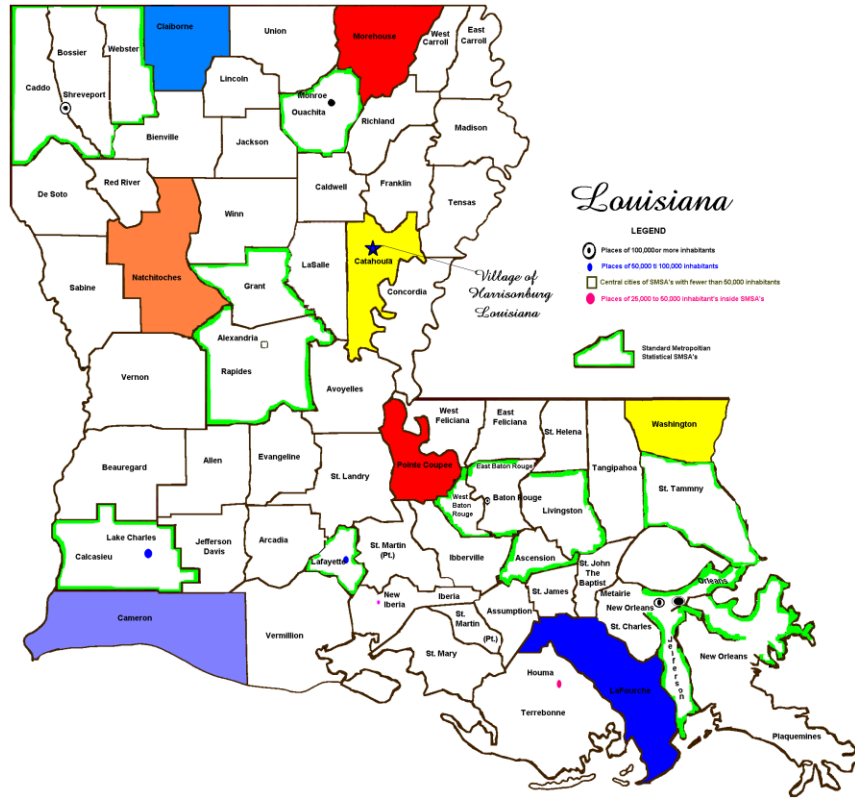 Claiborne
Union
Morehouse
West
Carroll
East
Carroll
Bossier
Webster
Caddo
Shreveport
Lincoln
Monroe
Ouachita
Richland
Madison
Bienville
Jackson
De Soto
Red River
Caldwell
Franklin
Tensas
Winn
Natchitoches
Sabine
Grant
LaSalle
Catahoula
Concordia
Village of
Harrisonburg
Louisiana
Louisiana
LEGEND
Places of 100,000or more inhabitants
Places of 50,000 ti 100,000 inhabitants
Central cities of SMSA's with fewer than 50,000 inhabitants
Places of 25,000 to 50,000 inhabitant's inside SMSA's
Standard Metropoltian
Statistical SMSA's
Alexandria
Rapides
Vernon
Avoyelles
West
Feliciana
East
Feliciana
St. Helena
Washington
Tangipahoa
Beauregard
Allen
Evangeline
St. Landry
Pointe Coupee
East Baton Rouge
West
Baton
Rouge
Baton Rouge
Livingston
St. Tammny
Lake Charles
Calcasieu
Jefferson
Davis
Arcadia
Lafayette
St. Martin
(Pt.)
Ibberville
Ascension
St. John
The
Baptist
Orleans
Metairie
New Orleans
St. Charles
Cameron
Vermillion
New
Iberia
Iberia
St.
Martin
(Pt.)
Assumption
St. James
St. Mary
Jefferson
New Orleans
Houma
Terrebonne
LaFourche
Plaquemines